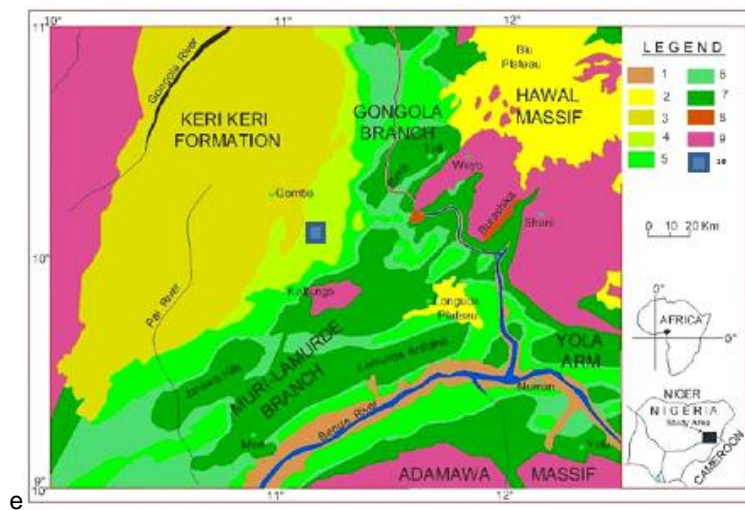 10° 11° 12°
11°
Biu
Plateau
HAWAL
MASSIF
Gongola River
KERI KERI
FORMATION
GONGOLA
BRANCH
Wuyo
Gombe
Burashika
Shani
10° 10°
Pai River
Kaltungo
Longuda
Plateau
MURI-LAMURDE
BRANCH
Lamurde Anticline
YOLA
ARM
Numan
Benue River
Yola
ADAMAWA MASSIF
9°
10° 11° 12°
LEGEND
1 6
2 7
3 8
4 9
5 10
0 10 20 Km
0°
AFRICA
0°
NIGER
NIGERIA
Study Area
CAMEROON
e